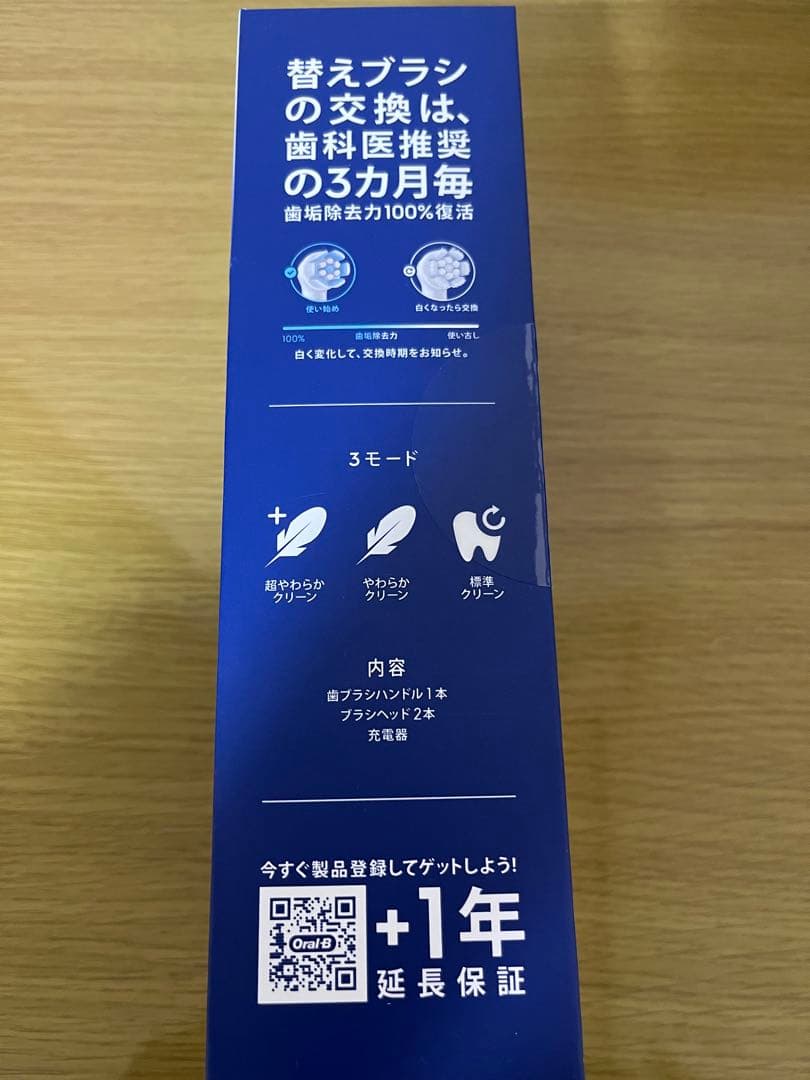 替えブラシ
の交換は、
歯科医推奨
の3カ月毎
歯垢除去力100%復活
使い始め
白くなったら交換
100%
歯垢除去力
使い古し
白く変化して、交換時期をお知らせ。
3モード
超やわらか
クリーン
やわらか
クリーン
標準
クリーン
内容
歯ブラシハンドル1本
ブラシヘッド2本
充電器
今すぐ製品登録してゲットしよう!
Oral-B
+1年
延長保証